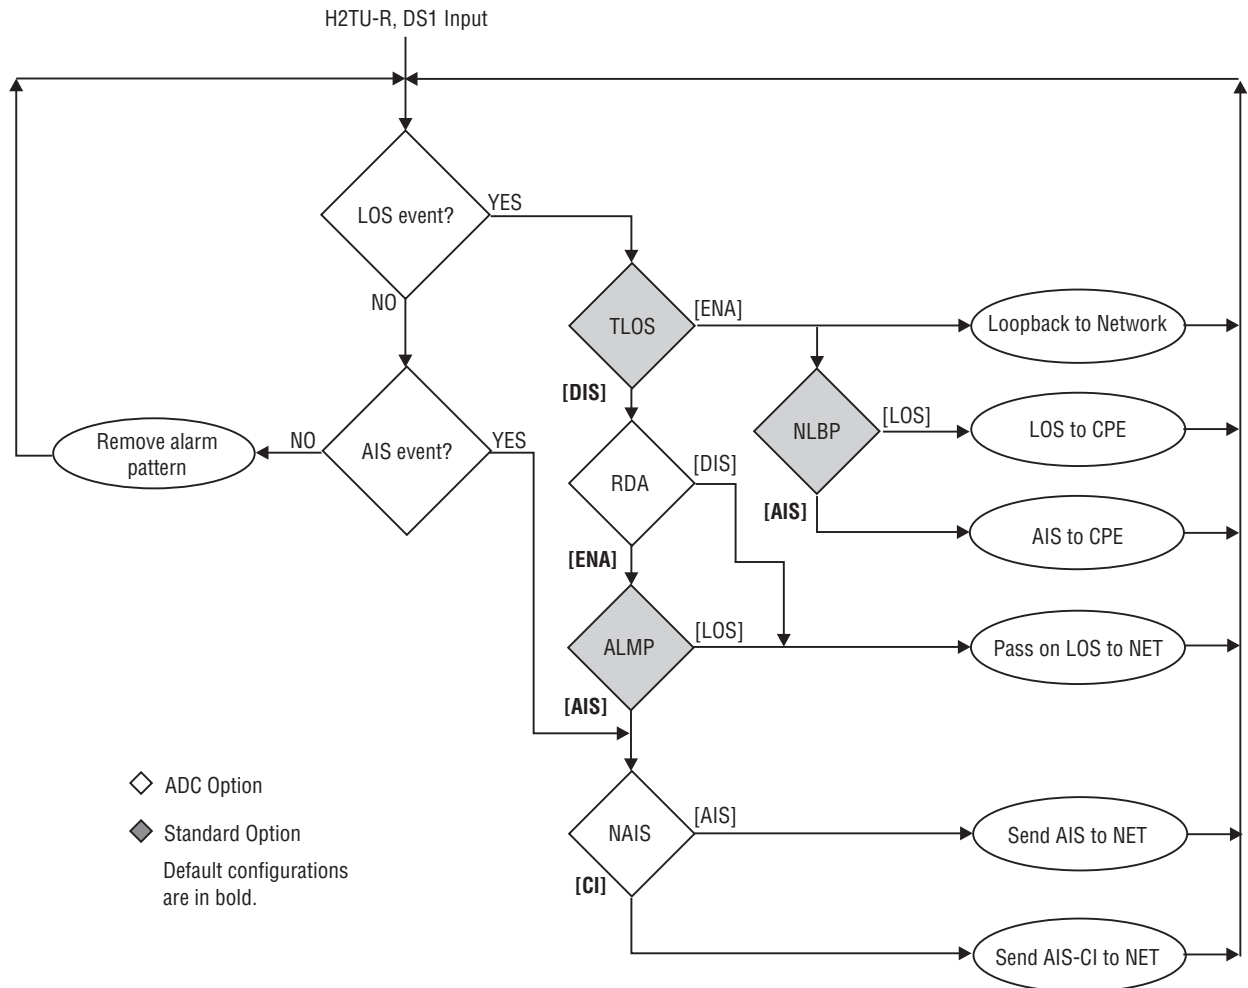 H2TU-R, DS1 Input
LOS event?
YES
NO
TLOS
[ENA]
[DIS]
Loopback to Network
NLBP
[LOS]
LOS to CPE
[AIS]
AIS to CPE
Remove alarm
pattern
NO
AIS event?
YES
RDA
[DIS]
[ENA]
ALMP
[LOS]
Pass on LOS to NET
[AIS]
ADC Option
Standard Option
Default configurations
are in bold.
NAIS
[AIS]
Send AIS to NET
[CI]
Send AIS-CI to NET